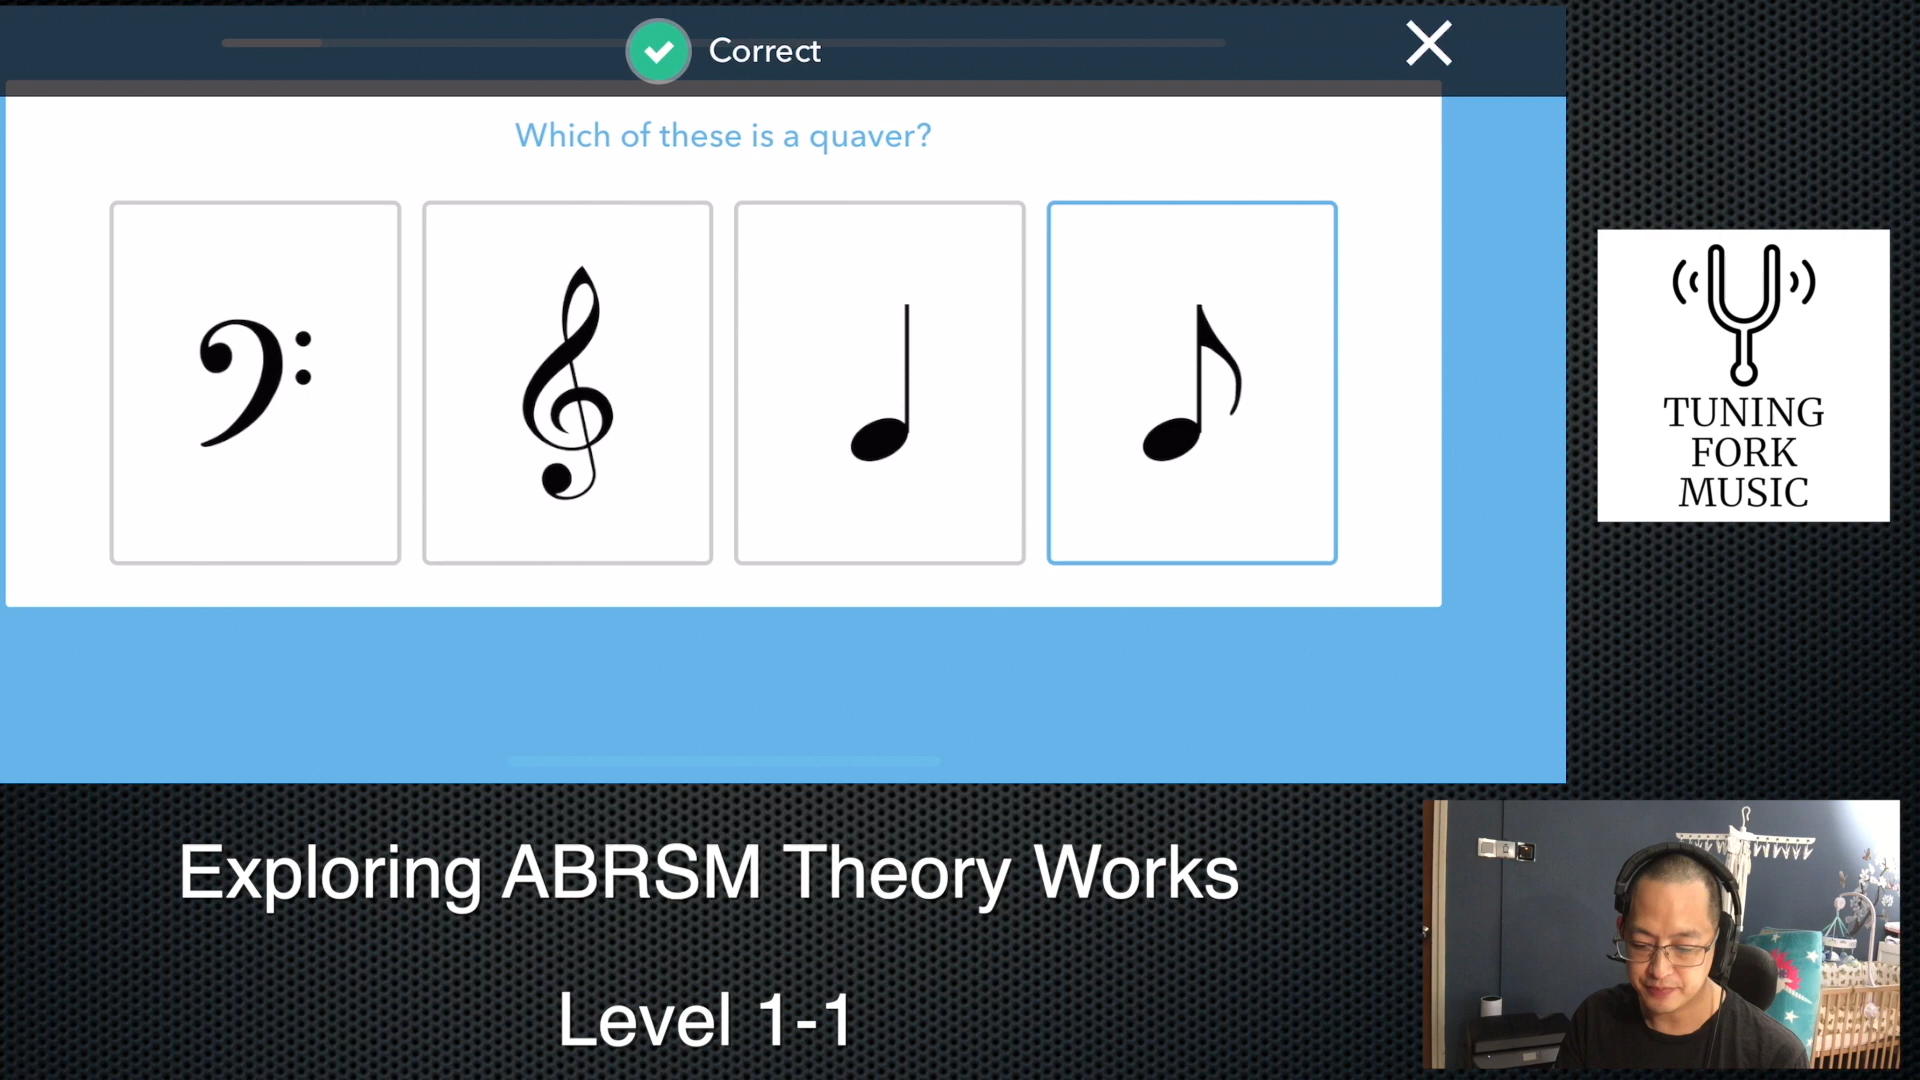 Correct
Which of these is a quaver?
TUNING
FORK
MUSIC
Exploring ABRSM Theory Works
Level 1-1